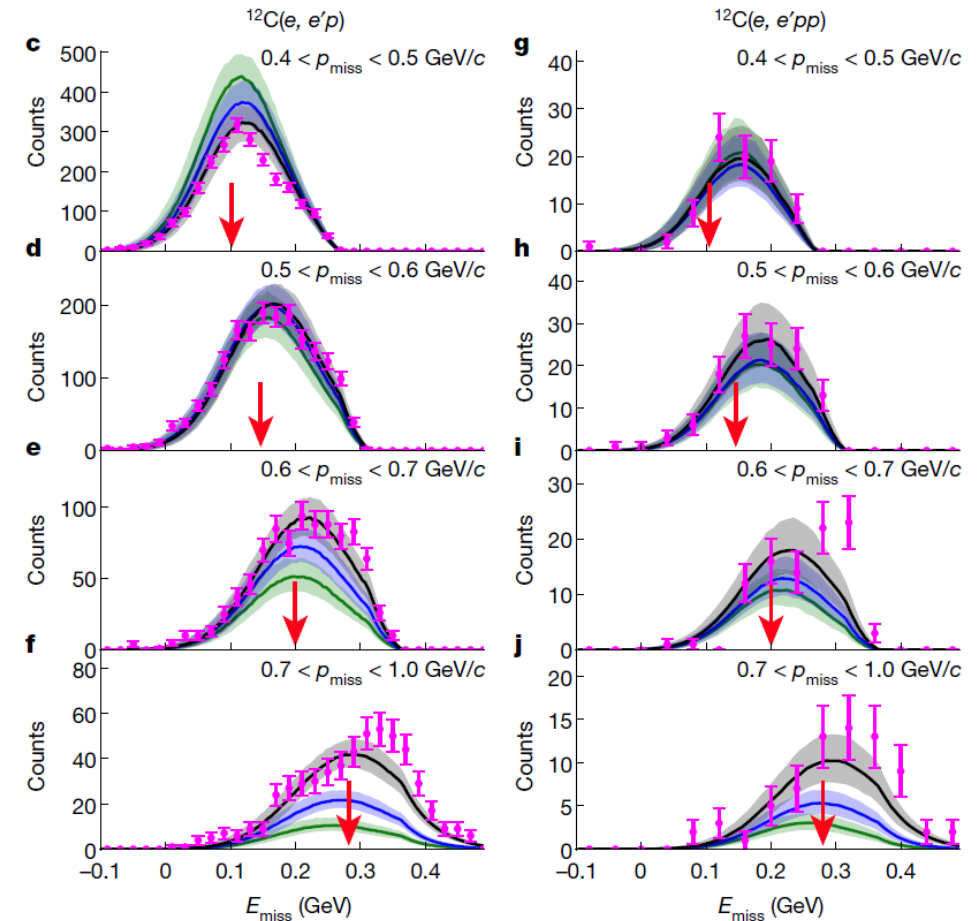 ¹²C(e, e′p)
c
0.4 < p_miss < 0.5 GeV/c
Counts
500
400
300
200
100
0
d
0.5 < p_miss < 0.6 GeV/c
Counts
200
100
0
e
0.6 < p_miss < 0.7 GeV/c
Counts
100
50
0
f
0.7 < p_miss < 1.0 GeV/c
Counts
80
60
40
20
0
−0.1 0 0.1 0.2 0.3 0.4
E_miss (GeV)
¹²C(e, e′pp)
g
0.4 < p_miss < 0.5 GeV/c
Counts
40
30
20
10
0
h
0.5 < p_miss < 0.6 GeV/c
Counts
40
30
20
10
0
i
0.6 < p_miss < 0.7 GeV/c
Counts
30
20
10
0
j
0.7 < p_miss < 1.0 GeV/c
Counts
20
15
10
5
0
−0.1 0 0.1 0.2 0.3 0.4
E_miss (GeV)